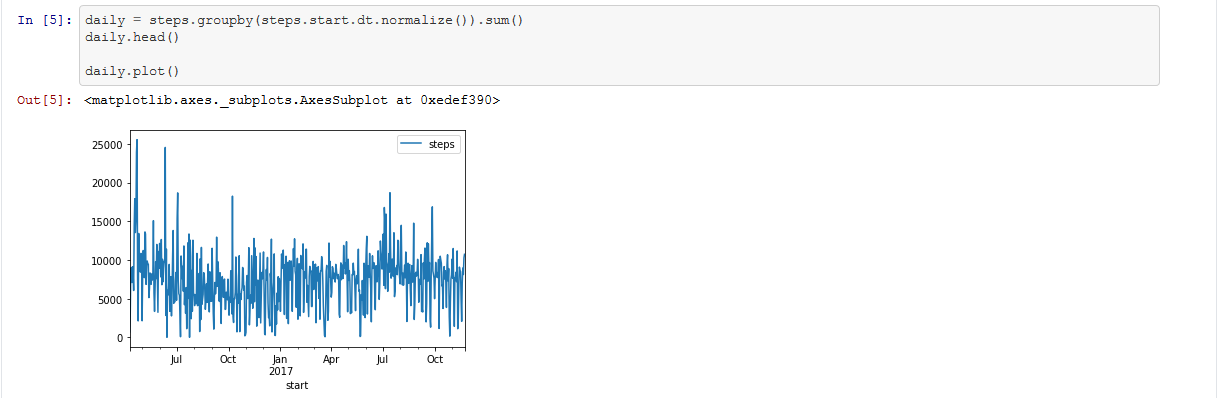 In [5]: daily = steps.groupby(steps.start.dt.normalize()).sum()
daily.head()
daily.plot()
Out[5]: <matplotlib.axes._subplots.AxesSubplot at 0xedef390>
steps
25000
20000
15000
10000
5000
0
Jul Oct Jan Apr Jul Oct
2017
start